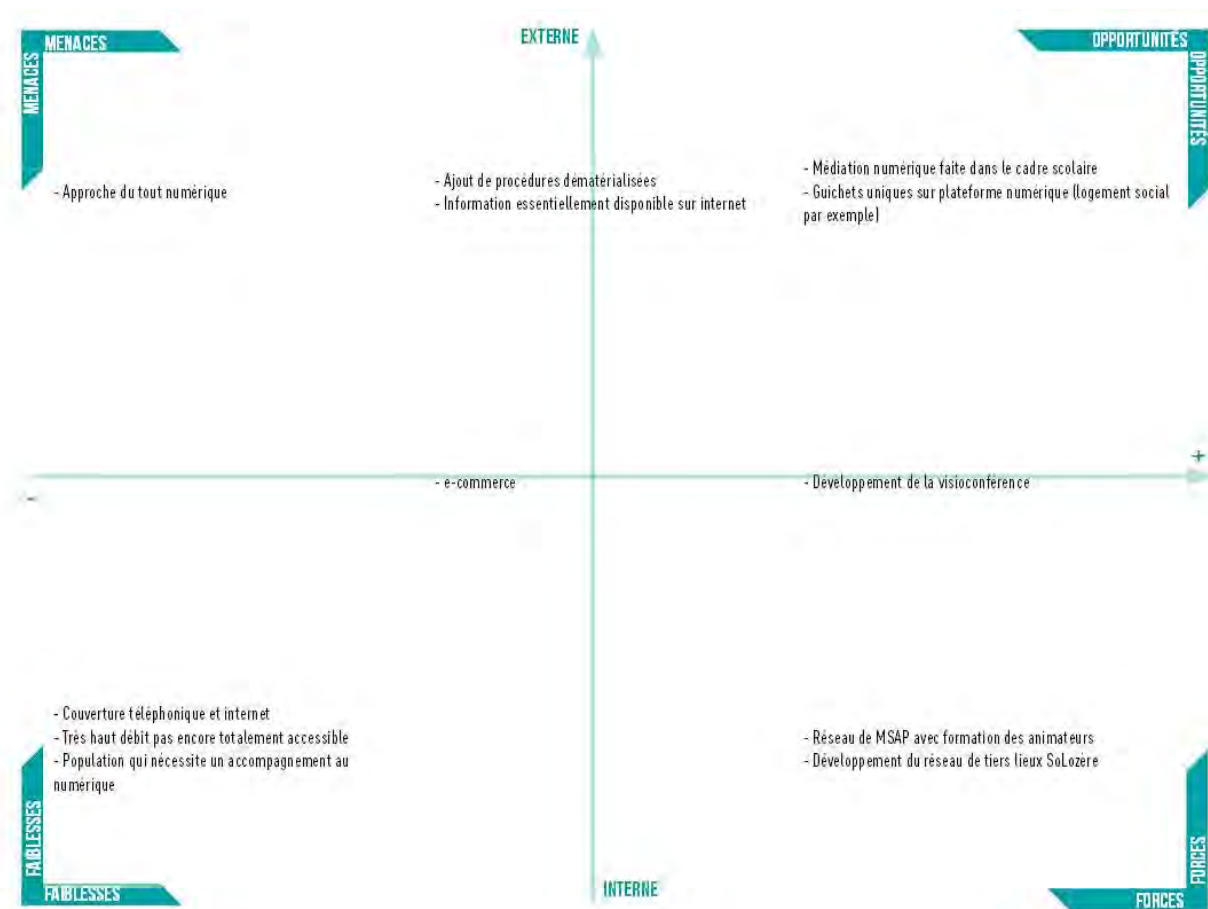 MENACES
MENACES
EXTERNE
OPPORTUNITÉS
OPPORTUNITÉS
- Approche du tout numérique
- Ajout de procédures dématérialisées
- Information essentiellement disponible sur internet
- Médiation numérique faite dans le cadre scolaire
- Guichets uniques sur plateforme numérique (logement social
par exemple)
+
-
- e-commerce
- Développement de la visioconférence
- Couverture téléphonique et internet
- Très haut débit pas encore totalement accessible
- Population qui nécessite un accompagnement au
numérique
- Réseau de MSAP avec formation des animateurs
- Développement du réseau de tiers lieux SoLozère
FAIBLESSES
FAIBLESSES
INTERNE
FORCES
FORCES